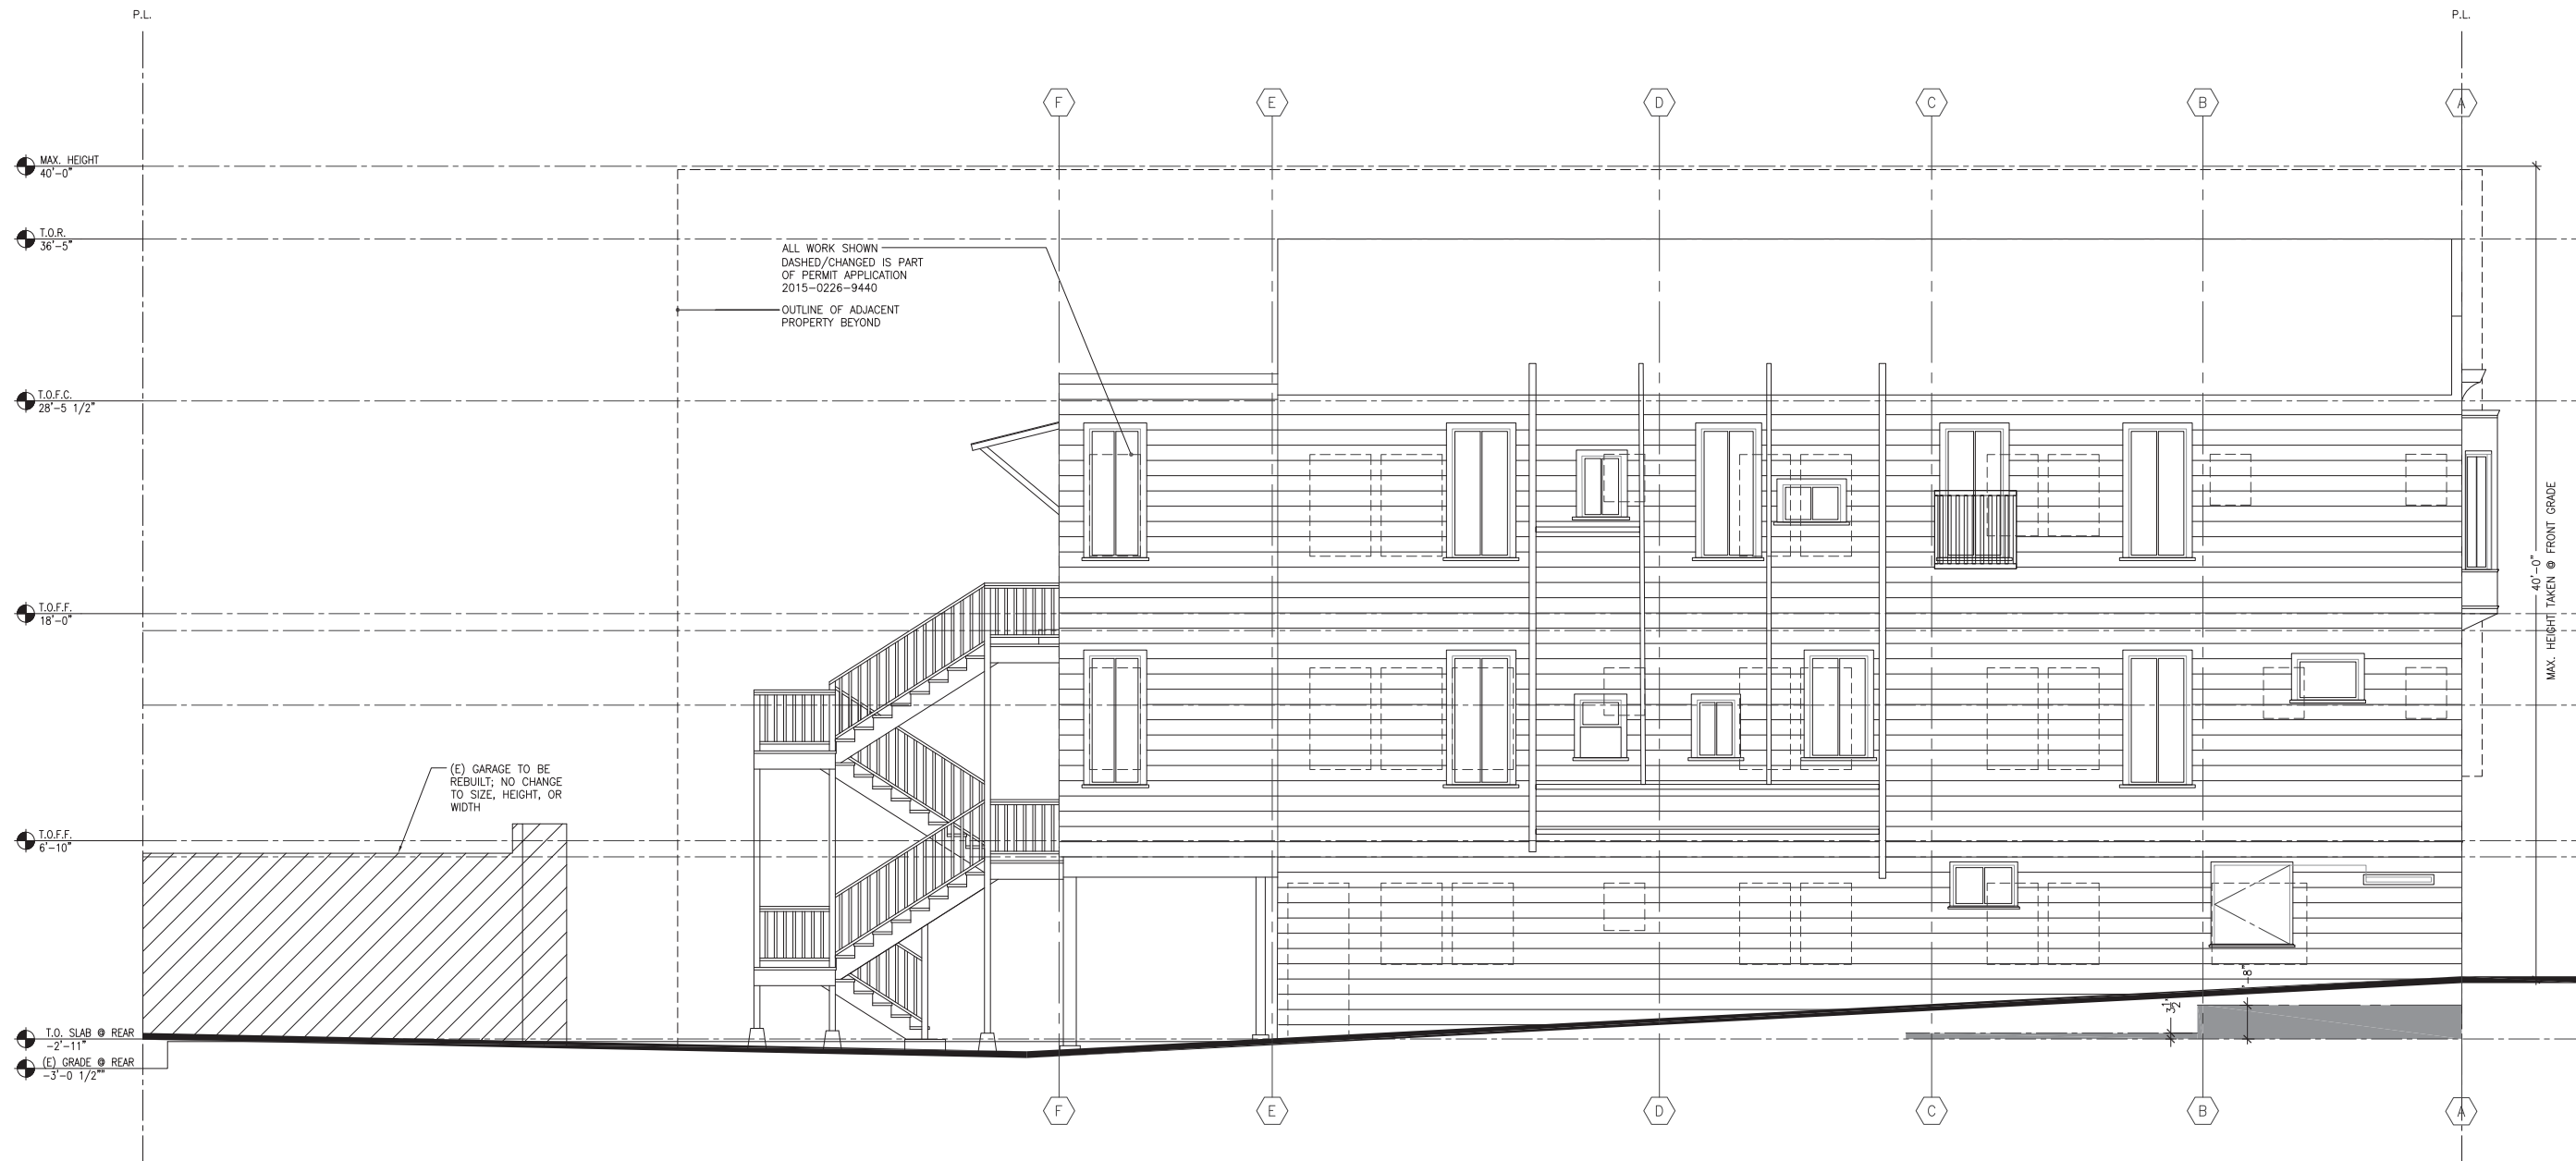 P.L.
P.L.
F
E
D
C
B
A
MAX. HEIGHT
40'-0"
T.O.R.
36'-5"
ALL WORK SHOWN
DASHED/CHANGED IS PART
OF PERMIT APPLICATION
2015-0226-9440
OUTLINE OF ADJACENT
PROPERTY BEYOND
T.O.F.C.
28'-5 1/2"
T.O.F.F.
18'-0"
40'-0"
MAX. HEIGHT TAKEN @ FRONT GRADE
(E) GARAGE TO BE
REBUILT; NO CHANGE
TO SIZE, HEIGHT, OR
WIDTH
T.O.F.F.
6'-10"
3 1/2"
T.O. SLAB @ REAR
-2'-11"
(E) GRADE @ REAR
-3'-0 1/2""
F
E
D
C
B
A